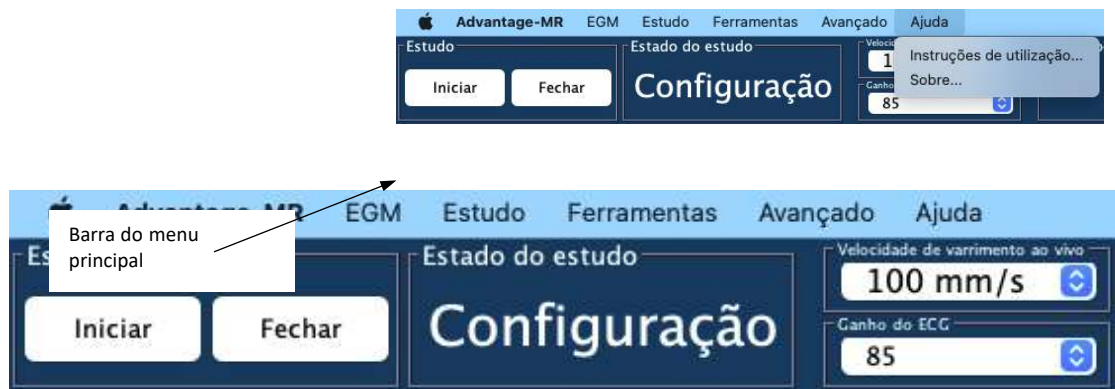 Advantage-MR EGM Estudo Ferramentas Avançado Ajuda
Estudo
Iniciar Fechar
Estado do estudo
Configuração
Instruções de utilização...
Sobre...
85
EGM Estudo Ferramentas Avançado Ajuda
Barra do menu
principal
Iniciar Fechar
Estado do estudo
Configuração
Velocidade de varrimento ao vivo
100 mm/s
Ganho do ECG
85